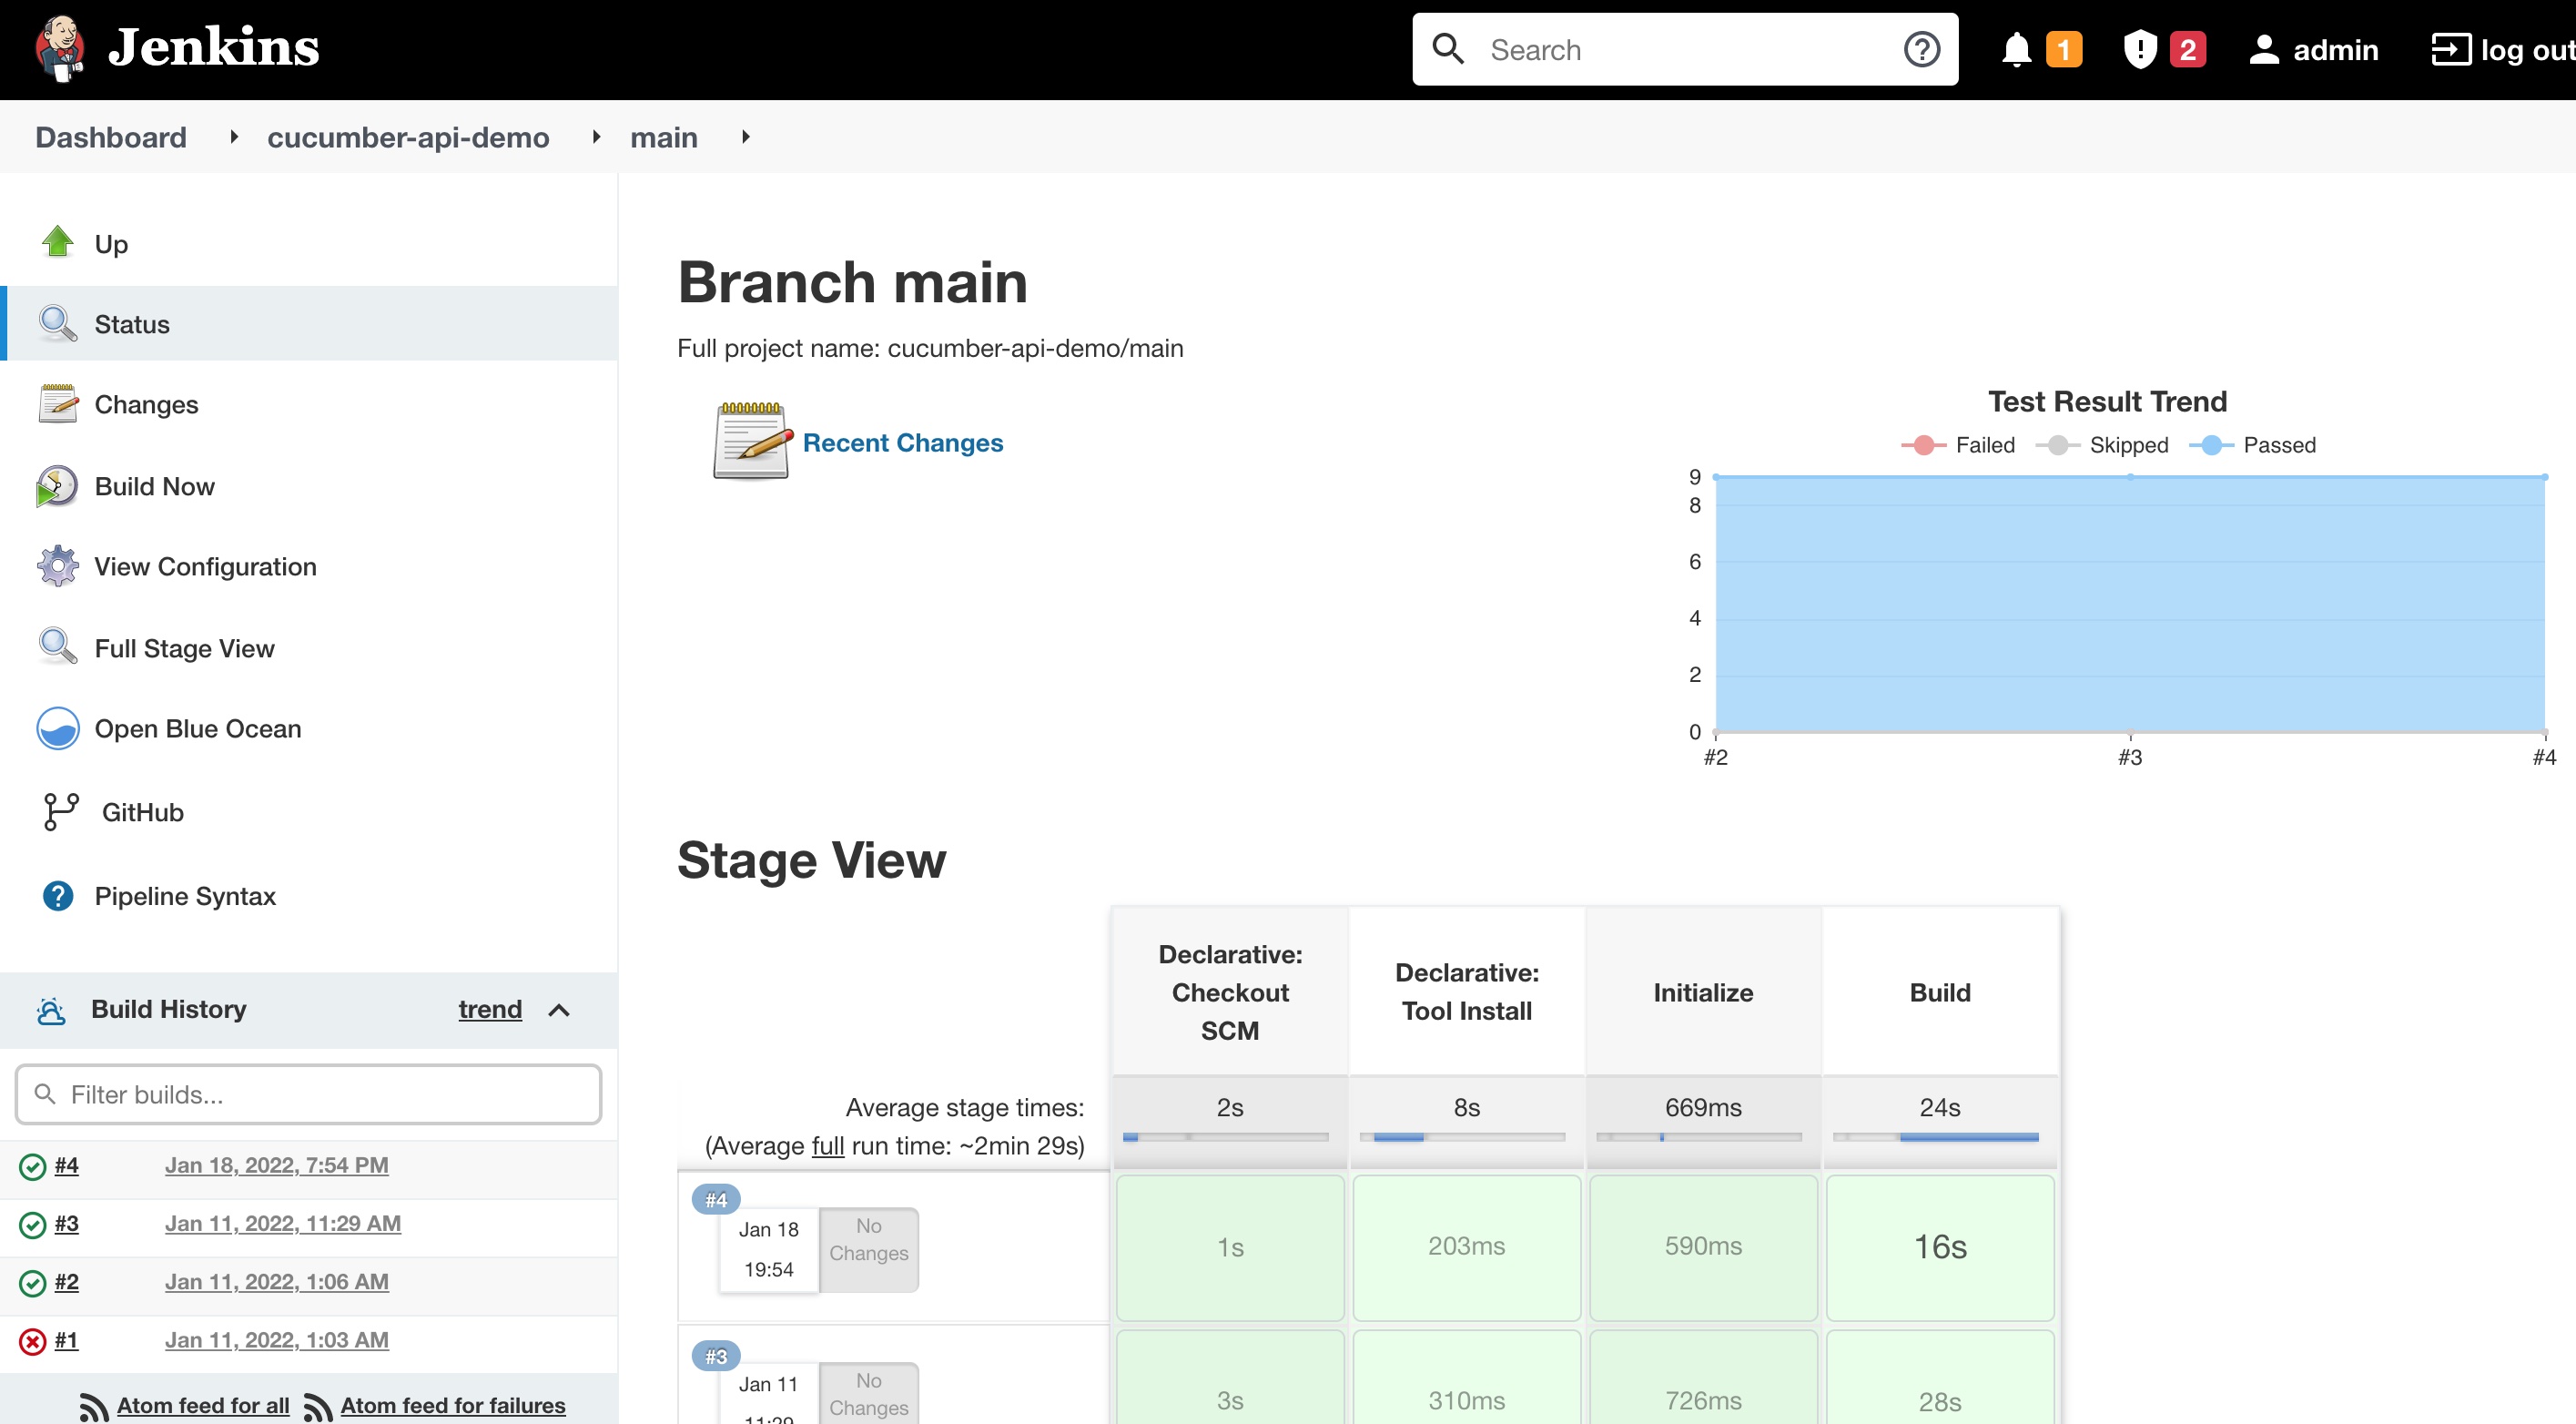 Jenkins
Search
1
2
admin
log out
Dashboard
cucumber-api-demo
main
Up
Status
Changes
Build Now
View Configuration
Full Stage View
Open Blue Ocean
GitHub
Pipeline Syntax
Build History
trend
Filter builds...
#4 Jan 18, 2022, 7:54 PM
#3 Jan 11, 2022, 11:29 AM
#2 Jan 11, 2022, 1:06 AM
#1 Jan 11, 2022, 1:03 AM
Atom feed for all
Atom feed for failures
Branch main
Full project name: cucumber-api-demo/main
Recent Changes
Test Result Trend
Failed Skipped Passed
9
8
6
4
2
0
#2 #3 #4
Stage View
Declarative:
Checkout
SCM
Declarative:
Tool Install
Initialize
Build
Average stage times:
(Average full run time: ~2min 29s)
2s 8s 669ms 24s
#4
Jan 18
19:54
No
Changes
1s 203ms 590ms 16s
#3
Jan 11
11:29
No
Changes
3s 310ms 726ms 28s